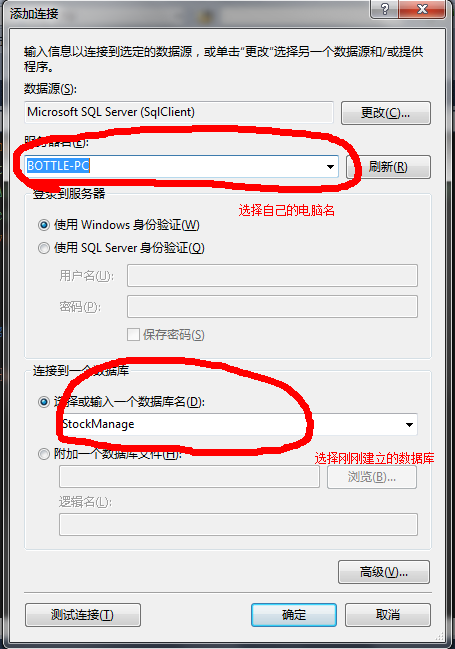 添加连接
输入信息以连接到选定的数据源，或单击“更改”选择另一个数据源和/或提供
程序。
数据源(S):
Microsoft SQL Server (SqlClient)
更改(C)...
服务器名(E):
BOTTLE-PC
刷新(R)
选择自己的电脑名
登录到服务器
使用 Windows 身份验证(W)
使用 SQL Server 身份验证(Q)
用户名(U):
密码(P):
保存密码(S)
连接到一个数据库
选择或输入一个数据库名(D):
StockManage
附加一个数据库文件(H):
选择刚刚建立的数据库
浏览(B)...
逻辑名(L):
高级(V)...
测试连接(T)
确定
取消